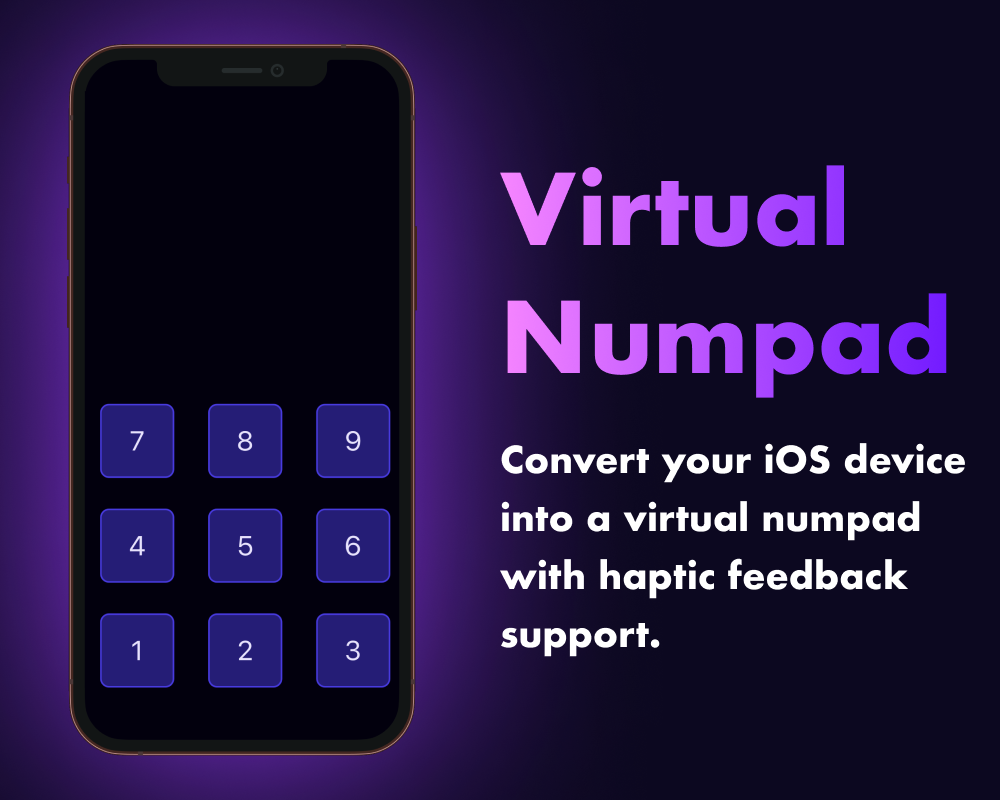 7 8 9
4 5 6
1 2 3
Virtual
Numpad
Convert your iOS device
into a virtual numpad
with haptic feedback
support.